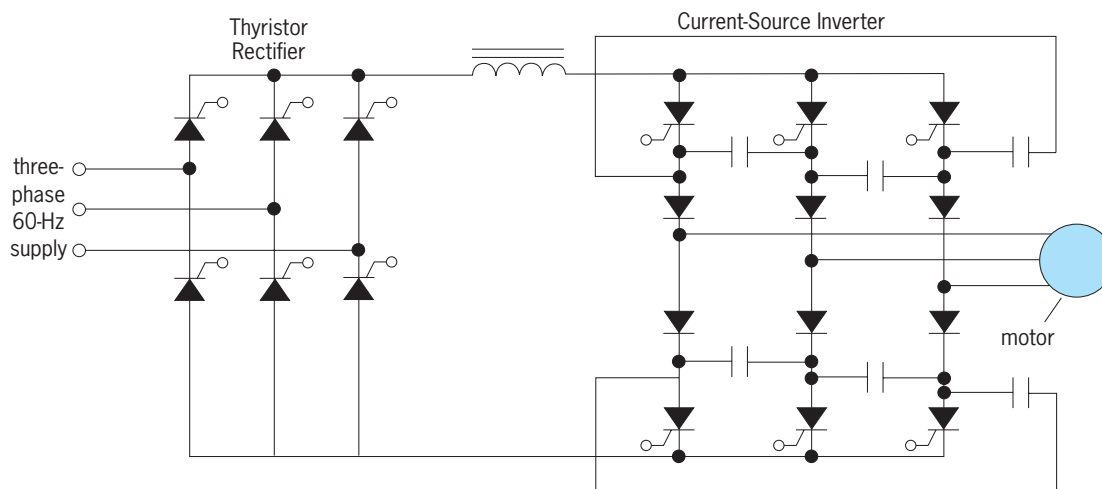 Thyristor
Rectifier
Current-Source Inverter
three-
phase
60-Hz
supply
motor